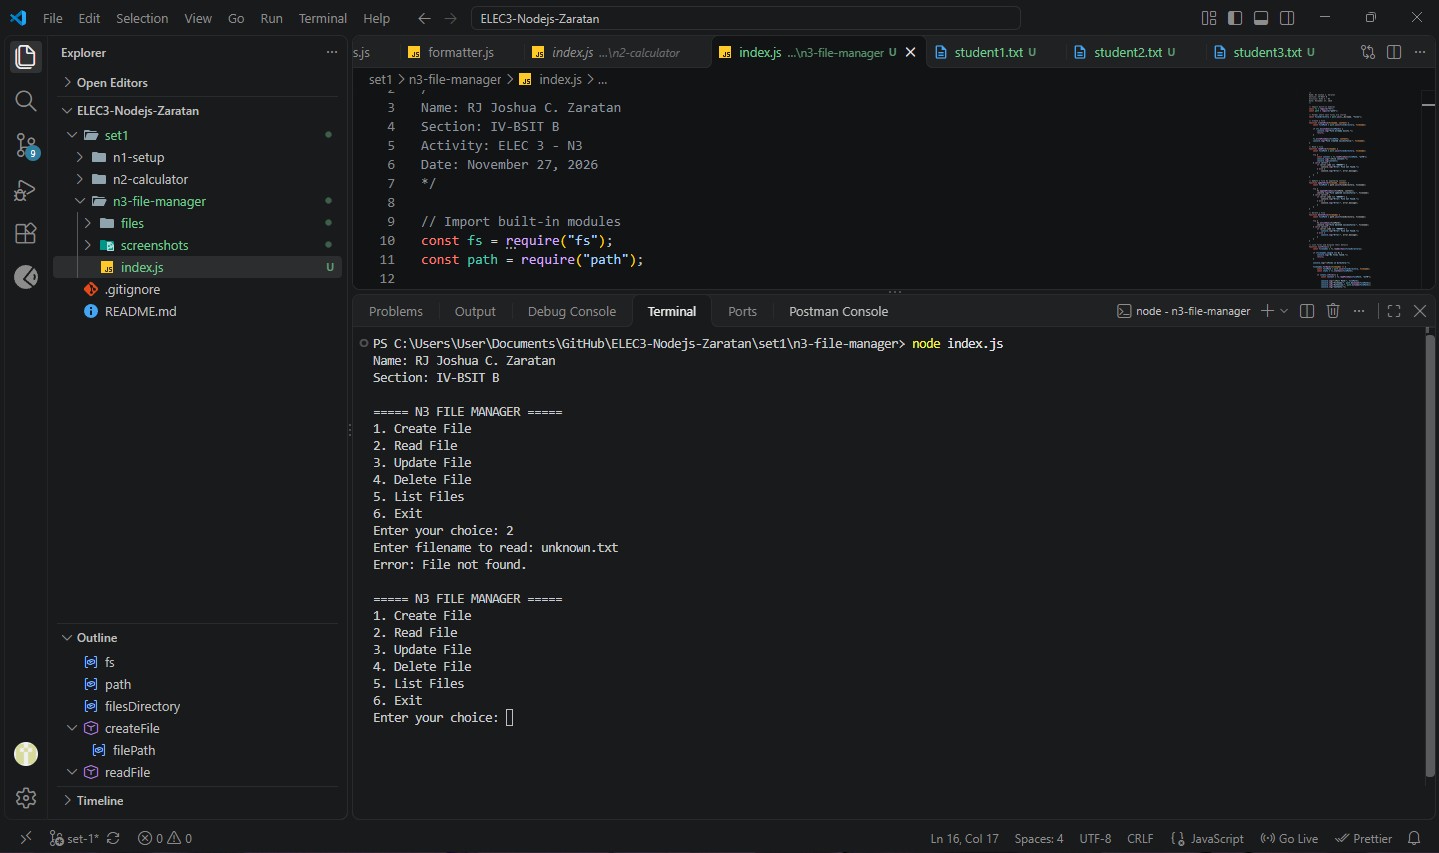 File Edit Selection View Go Run Terminal Help
ELEC3-Nodejs-Zaratan
Explorer
Open Editors
ELEC3-Nodejs-Zaratan
set1
n1-setup
n2-calculator
n3-file-manager
files
screenshots
index.js U
.gitignore
README.md
9
Outline
fs
path
filesDirectory
createFile
filePath
readFile
Timeline
s.js formatter.js index.js ...\n2-calculator index.js ...\n3-file-manager U student1.txt U student2.txt U student3.txt U
set1 > n3-file-manager > index.js > ...
2
3 Name: RJ Joshua C. Zaratan
4 Section: IV-BSIT B
5 Activity: ELEC 3 - N3
6 Date: November 27, 2026
7 */
8
9 // Import built-in modules
10 const fs = require("fs");
11 const path = require("path");
12
Problems Output Debug Console Terminal Ports Postman Console
node - n3-file-manager
PS C:\Users\User\Documents\GitHub\ELEC3-Nodejs-Zaratan\set1\n3-file-manager> node index.js
Name: RJ Joshua C. Zaratan
Section: IV-BSIT B
===== N3 FILE MANAGER =====
1. Create File
2. Read File
3. Update File
4. Delete File
5. List Files
6. Exit
Enter your choice: 2
Enter filename to read: unknown.txt
Error: File not found.
===== N3 FILE MANAGER =====
1. Create File
2. Read File
3. Update File
4. Delete File
5. List Files
6. Exit
Enter your choice:
set-1* 0 0
Ln 16, Col 17 Spaces: 4 UTF-8 CRLF JavaScript Go Live Prettier